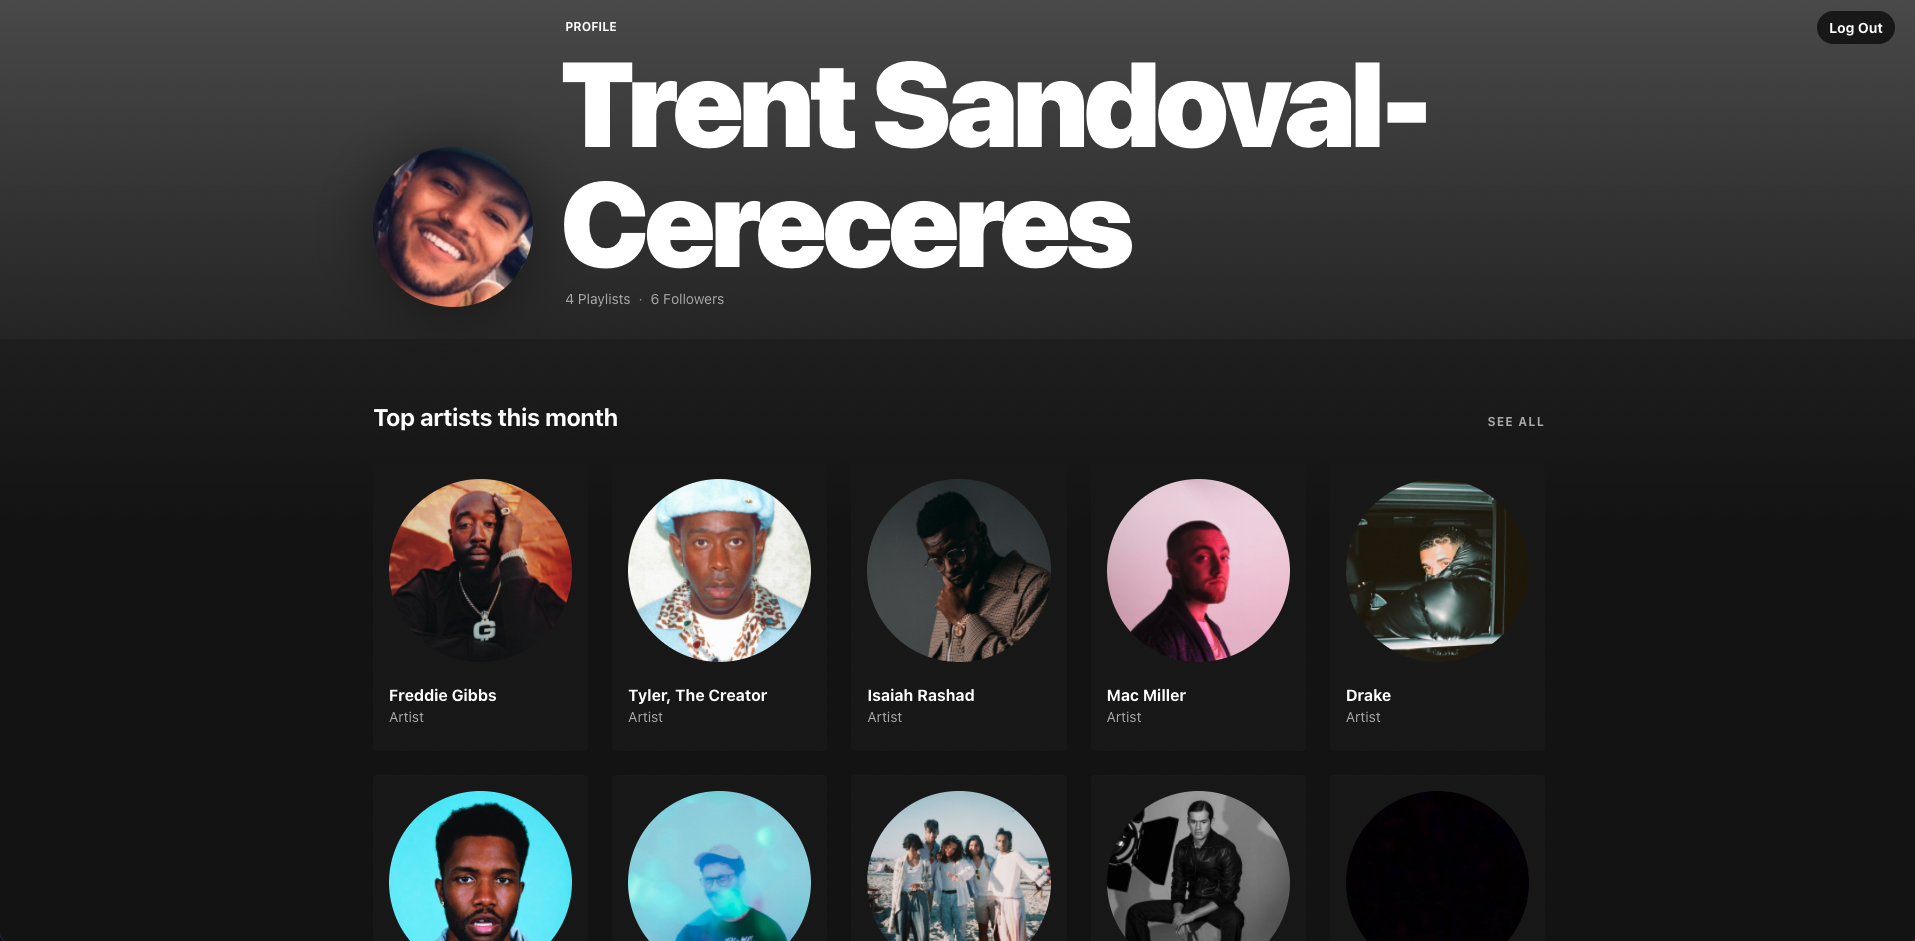 PROFILE
Log Out
Trent Sandoval-
Cereceres
4 Playlists · 6 Followers
Top artists this month
SEE ALL
G
Freddie Gibbs
Artist
Tyler, The Creator
Artist
Isaiah Rashad
Artist
Mac Miller
Artist
Drake
Artist